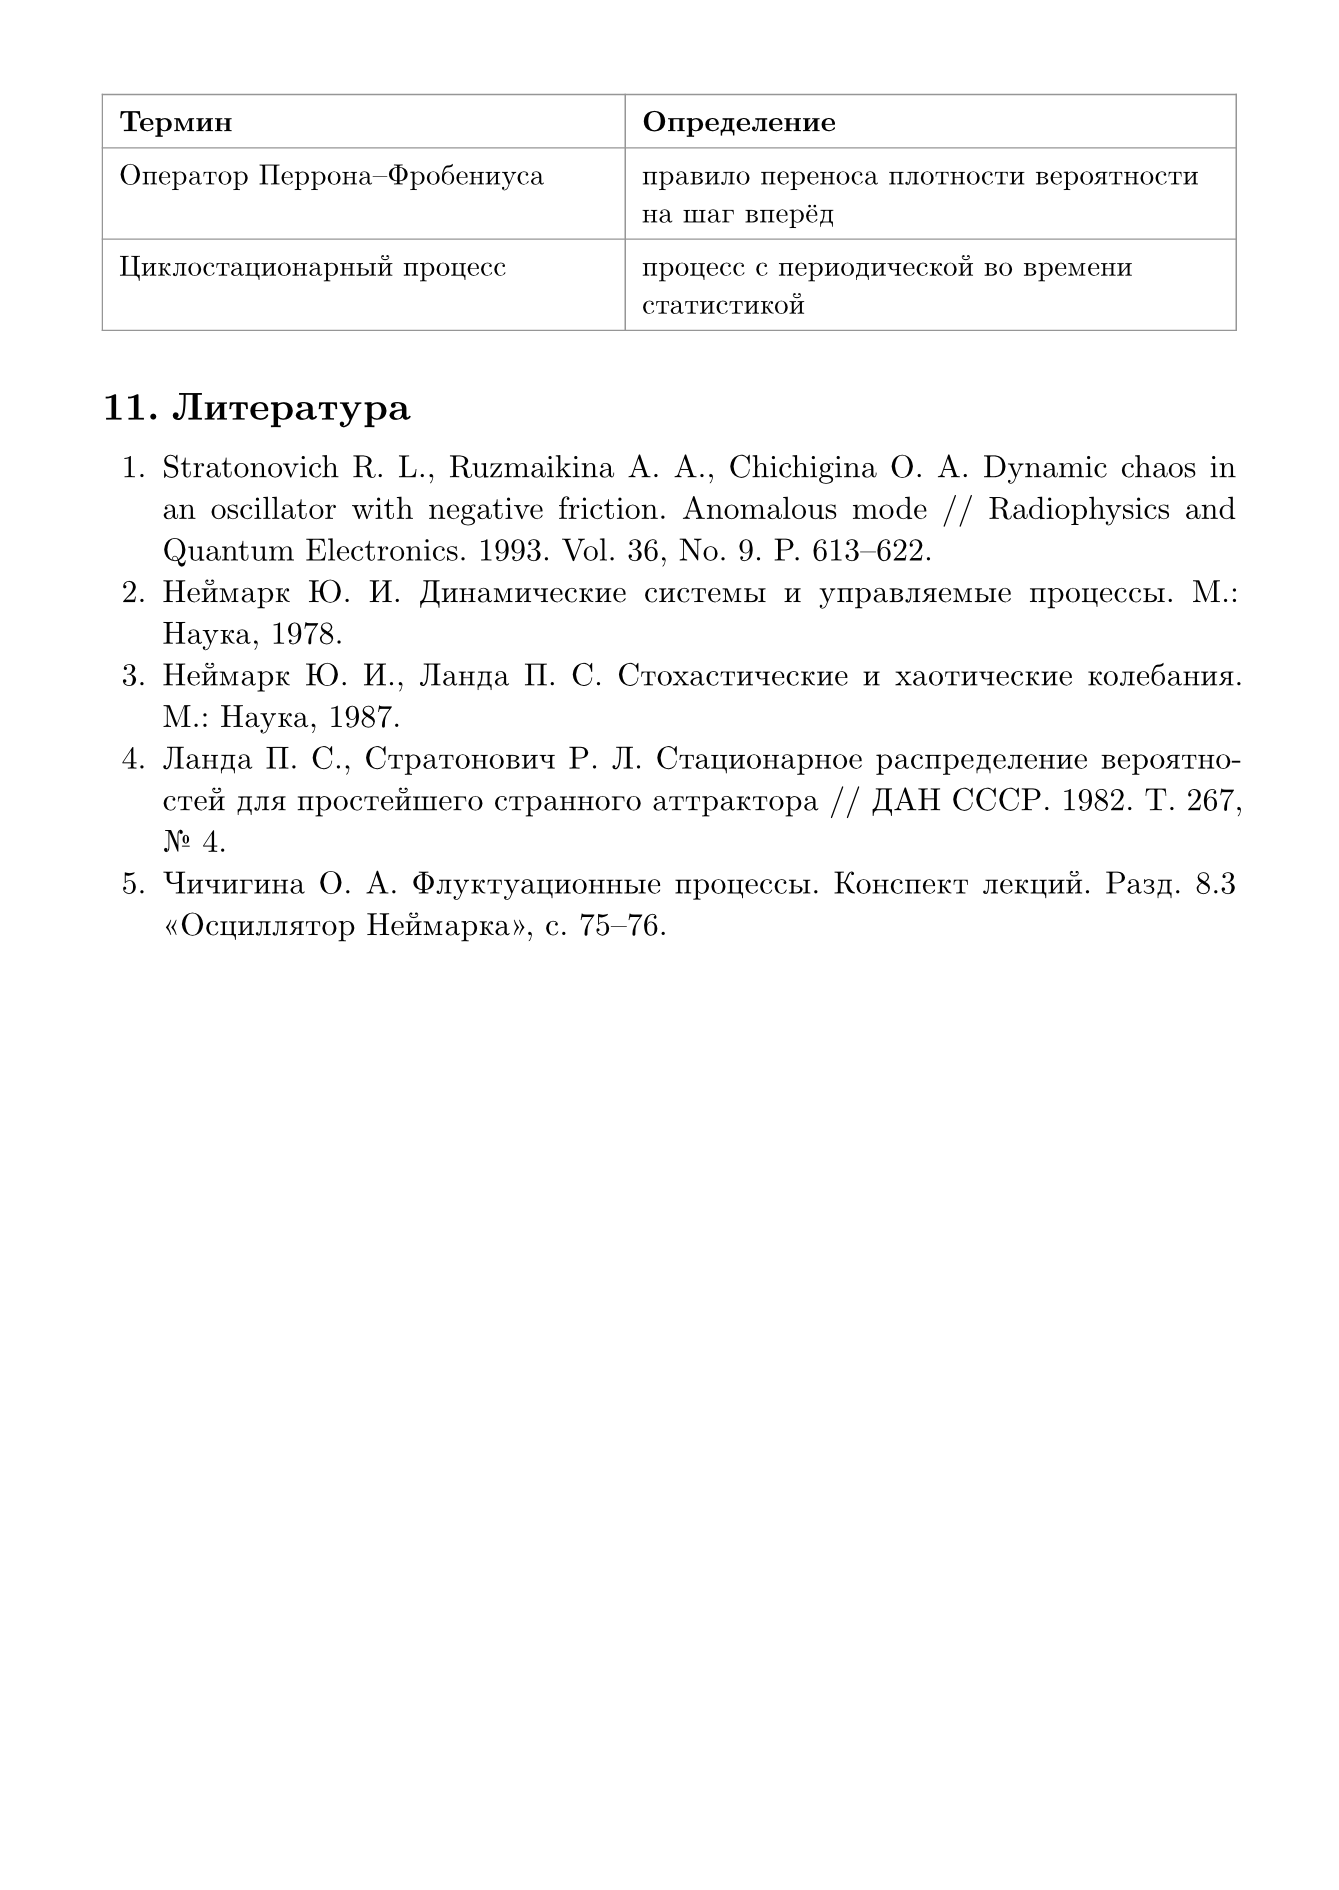 Термин Определение
Оператор Перрона–Фробениуса правило переноса плотности вероятности
на шаг вперёд
Циклостационарный процесс процесс с периодической во времени
статистикой
11. Литература
1. Stratonovich R. L., Ruzmaikina A. A., Chichigina O. A. Dynamic chaos in
an oscillator with negative friction. Anomalous mode // Radiophysics and
Quantum Electronics. 1993. Vol. 36, No. 9. P. 613–622.
2. Неймарк Ю. И. Динамические системы и управляемые процессы. М.:
Наука, 1978.
3. Неймарк Ю. И., Ланда П. С. Стохастические и хаотические колебания.
М.: Наука, 1987.
4. Ланда П. С., Стратонович Р. Л. Стационарное распределение вероятно-
стей для простейшего странного аттрактора // ДАН СССР. 1982. Т. 267,
№ 4.
5. Чичигина О. А. Флуктуационные процессы. Конспект лекций. Разд. 8.3
«Осциллятор Неймарка», с. 75–76.